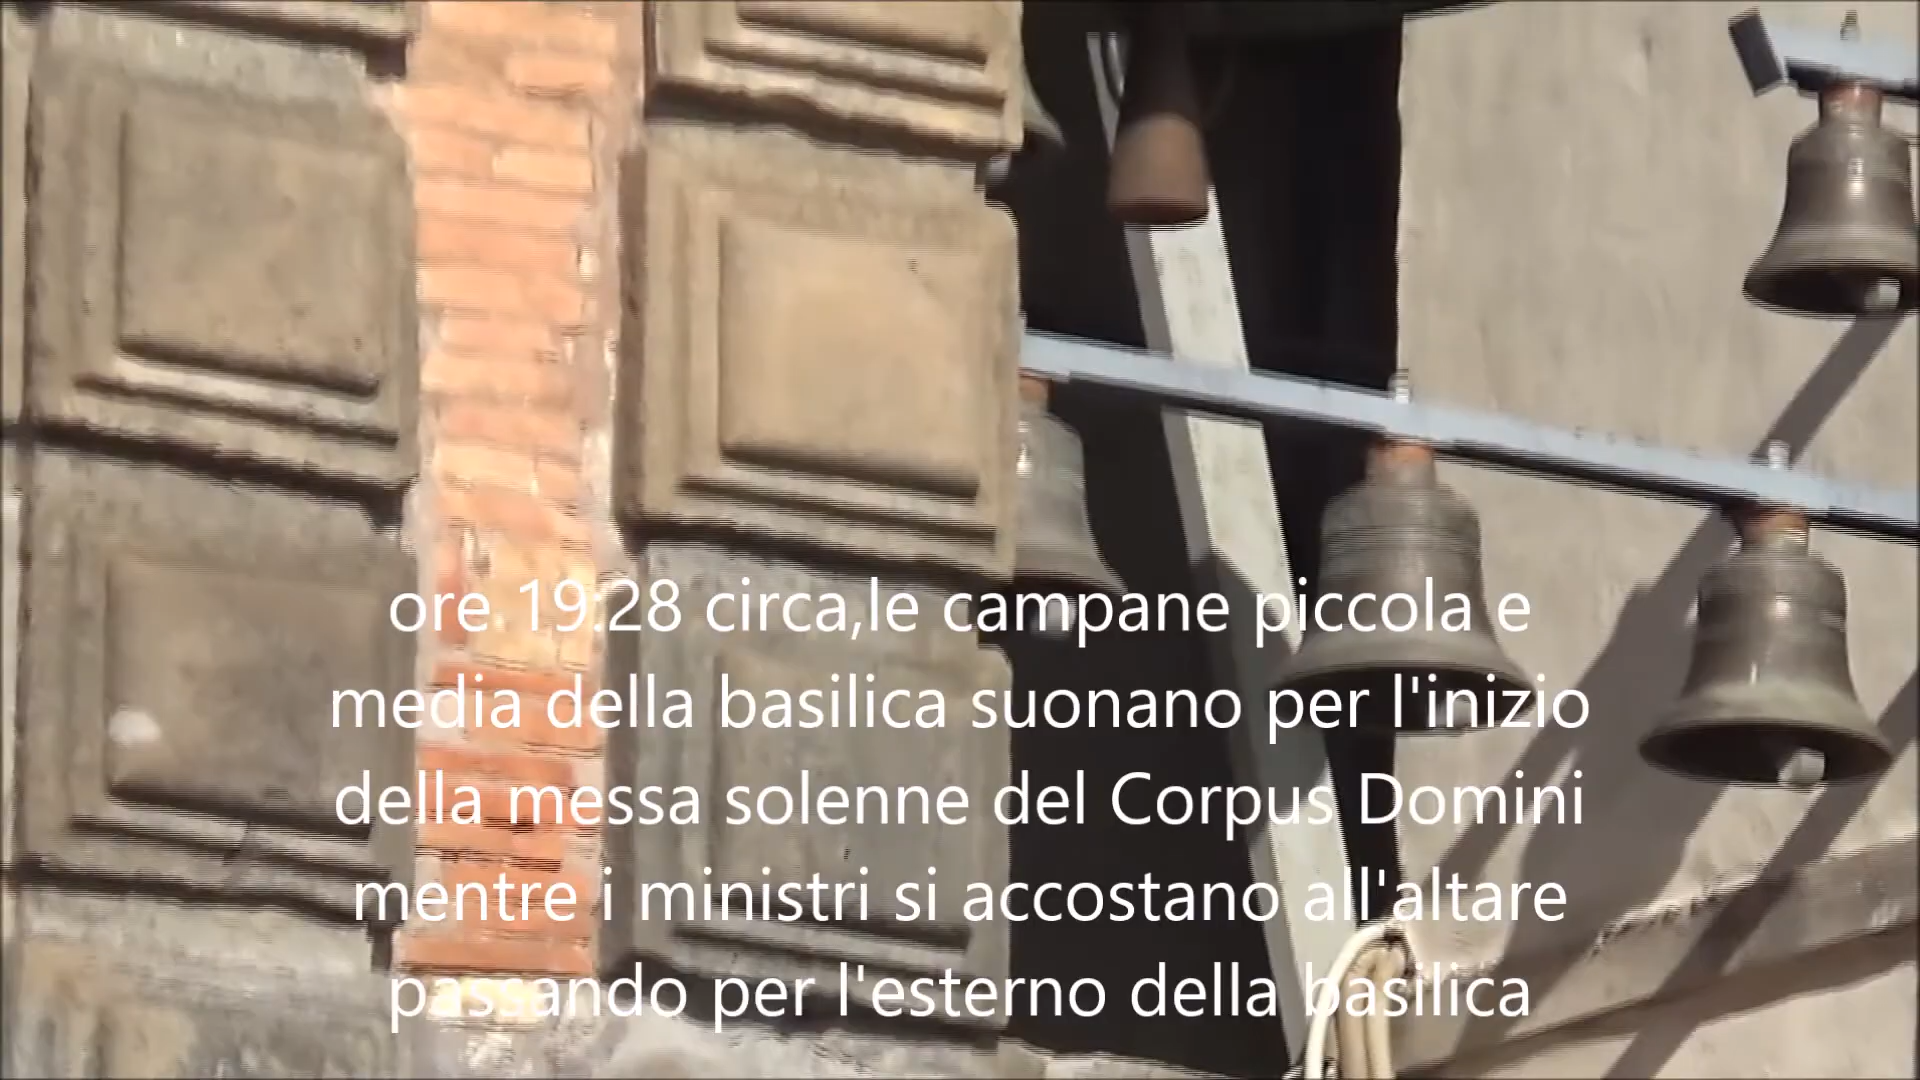 ore 19:28 circa,le campane piccola e
media della basilica suonano per l'inizio
della messa solenne del Corpus Domini
mentre i ministri si accostano all'altare
passando per l'esterno della basilica